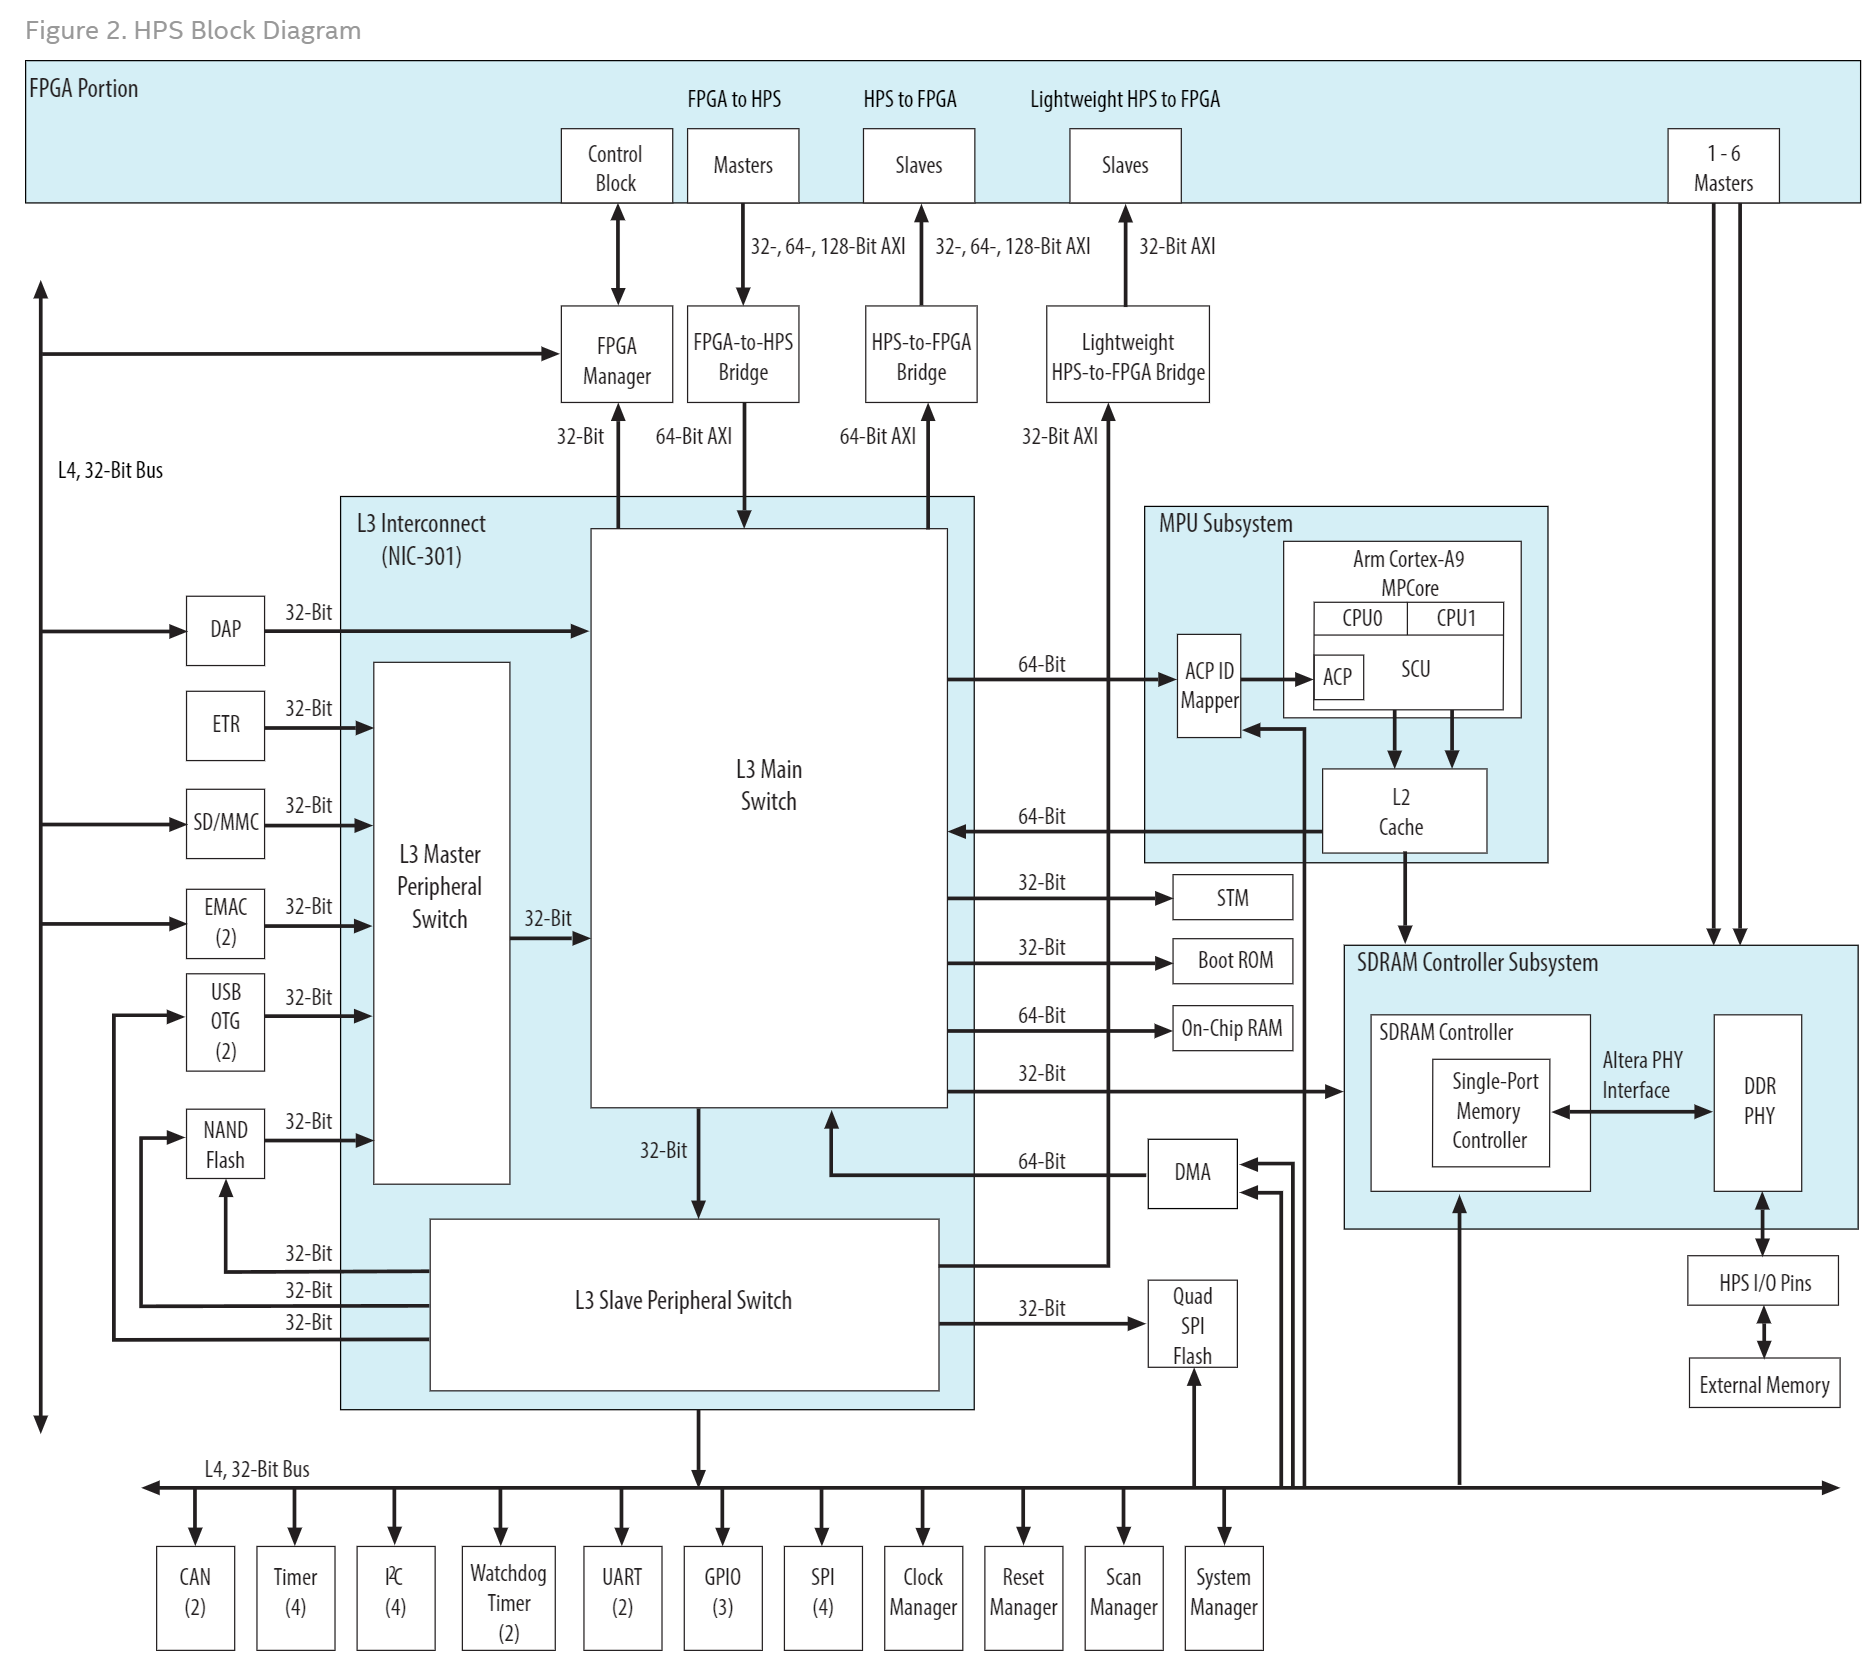 Figure 2. HPS Block Diagram
FPGA Portion
FPGA to HPS
HPS to FPGA
Lightweight HPS to FPGA
Control
Block
Masters
Slaves
Slaves
1 - 6
Masters
32-, 64-, 128-Bit AXI
32-, 64-, 128-Bit AXI
32-Bit AXI
FPGA
Manager
FPGA-to-HPS
Bridge
HPS-to-FPGA
Bridge
Lightweight
HPS-to-FPGA Bridge
32-Bit
64-Bit AXI
64-Bit AXI
32-Bit AXI
L4, 32-Bit Bus
L3 Interconnect
(NIC-301)
MPU Subsystem
Arm Cortex-A9
MPCore
CPU0
CPU1
SCU
ACP
ACP ID
Mapper
L2
Cache
DAP
32-Bit
ETR
32-Bit
SD/MMC
32-Bit
EMAC
(2)
32-Bit
USB
OTG
(2)
32-Bit
NAND
Flash
32-Bit
L3 Master
Peripheral
Switch
32-Bit
L3 Main
Switch
64-Bit
64-Bit
32-Bit
STM
32-Bit
Boot ROM
64-Bit
On-Chip RAM
32-Bit
SDRAM Controller Subsystem
SDRAM Controller
Single-Port
Memory
Controller
Altera PHY
Interface
DDR
PHY
32-Bit
64-Bit
DMA
32-Bit
32-Bit
32-Bit
L3 Slave Peripheral Switch
32-Bit
Quad
SPI
Flash
HPS I/O Pins
External Memory
L4, 32-Bit Bus
CAN
(2)
Timer
(4)
I2C
(4)
Watchdog
Timer
(2)
UART
(2)
GPIO
(3)
SPI
(4)
Clock
Manager
Reset
Manager
Scan
Manager
System
Manager